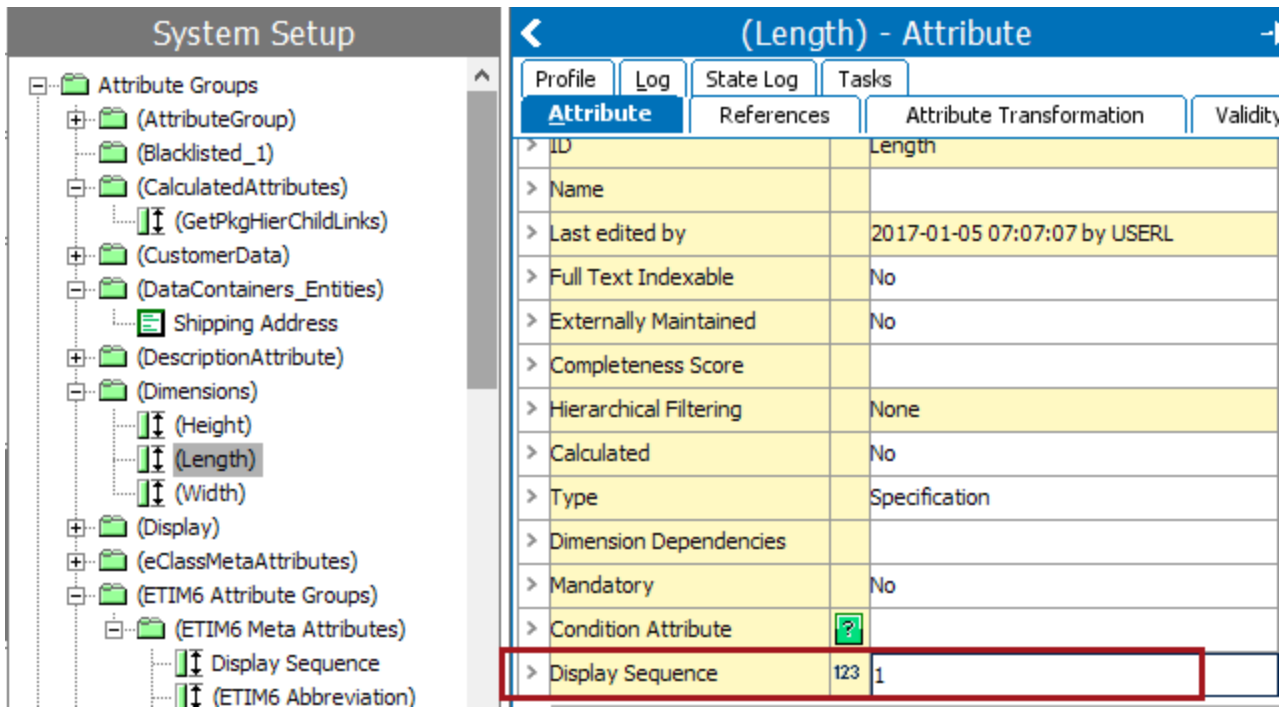 System Setup
Attribute Groups
(AttributeGroup)
(Blacklisted_1)
(CalculatedAttributes)
(GetPkgHierChildLinks)
(CustomerData)
(DataContainers_Entities)
Shipping Address
(DescriptionAttribute)
(Dimensions)
(Height)
(Length)
(Width)
(Display)
(eClassMetaAttributes)
(ETIM6 Attribute Groups)
(ETIM6 Meta Attributes)
Display Sequence
(ETIM6 Abbreviation)
(Length) - Attribute
Profile Log State Log Tasks
Attribute References Attribute Transformation Validity
ID Length
Name
Last edited by 2017-01-05 07:07:07 by USERL
Full Text Indexable No
Externally Maintained No
Completeness Score
Hierarchical Filtering None
Calculated No
Type Specification
Dimension Dependencies
Mandatory No
Condition Attribute ?
Display Sequence 123 1